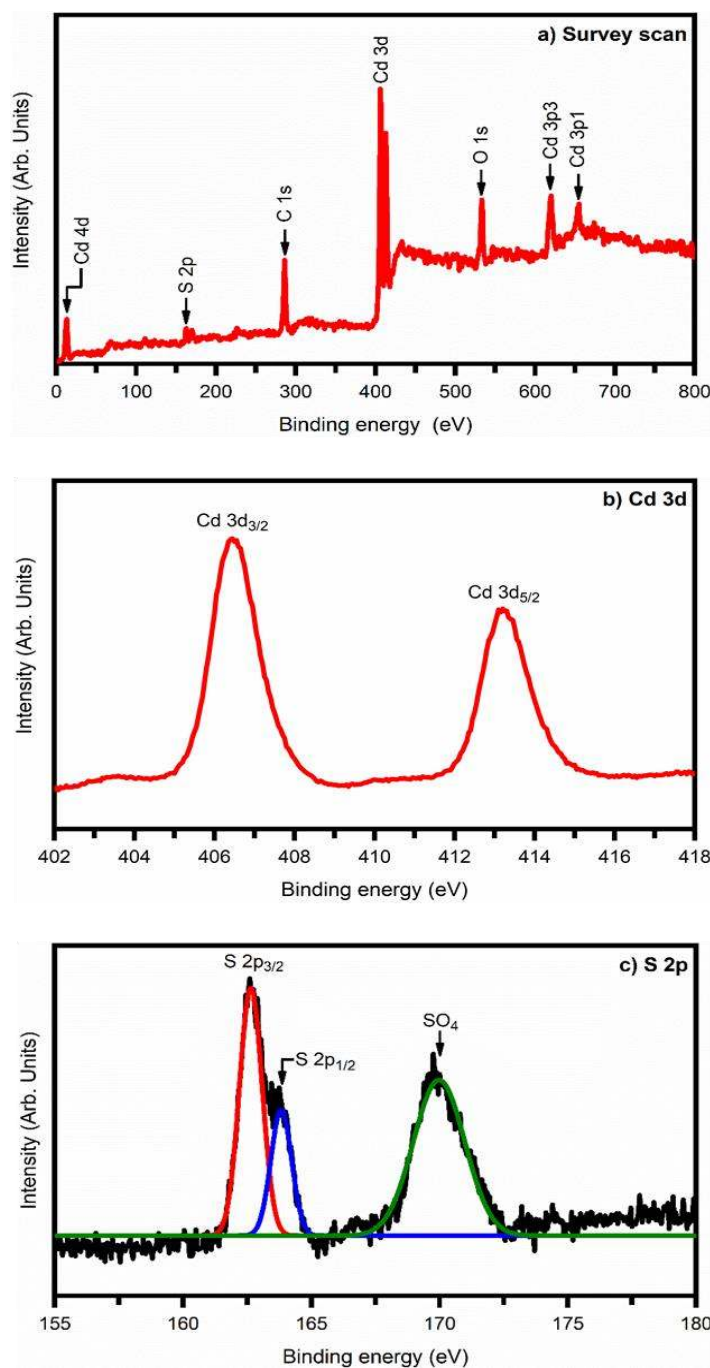 a) Survey scan
Intensity (Arb. Units)
Cd 4d
S 2p
C 1s
Cd 3d
O 1s
Cd 3p3
Cd 3p1
0 100 200 300 400 500 600 700 800
Binding energy (eV)
b) Cd 3d
Intensity (Arb. Units)
Cd 3d3/2
Cd 3d5/2
402 404 406 408 410 412 414 416 418
Binding energy (eV)
c) S 2p
Intensity (Arb. Units)
S 2p3/2
S 2p1/2
SO4
155 160 165 170 175 180
Binding energy (eV)